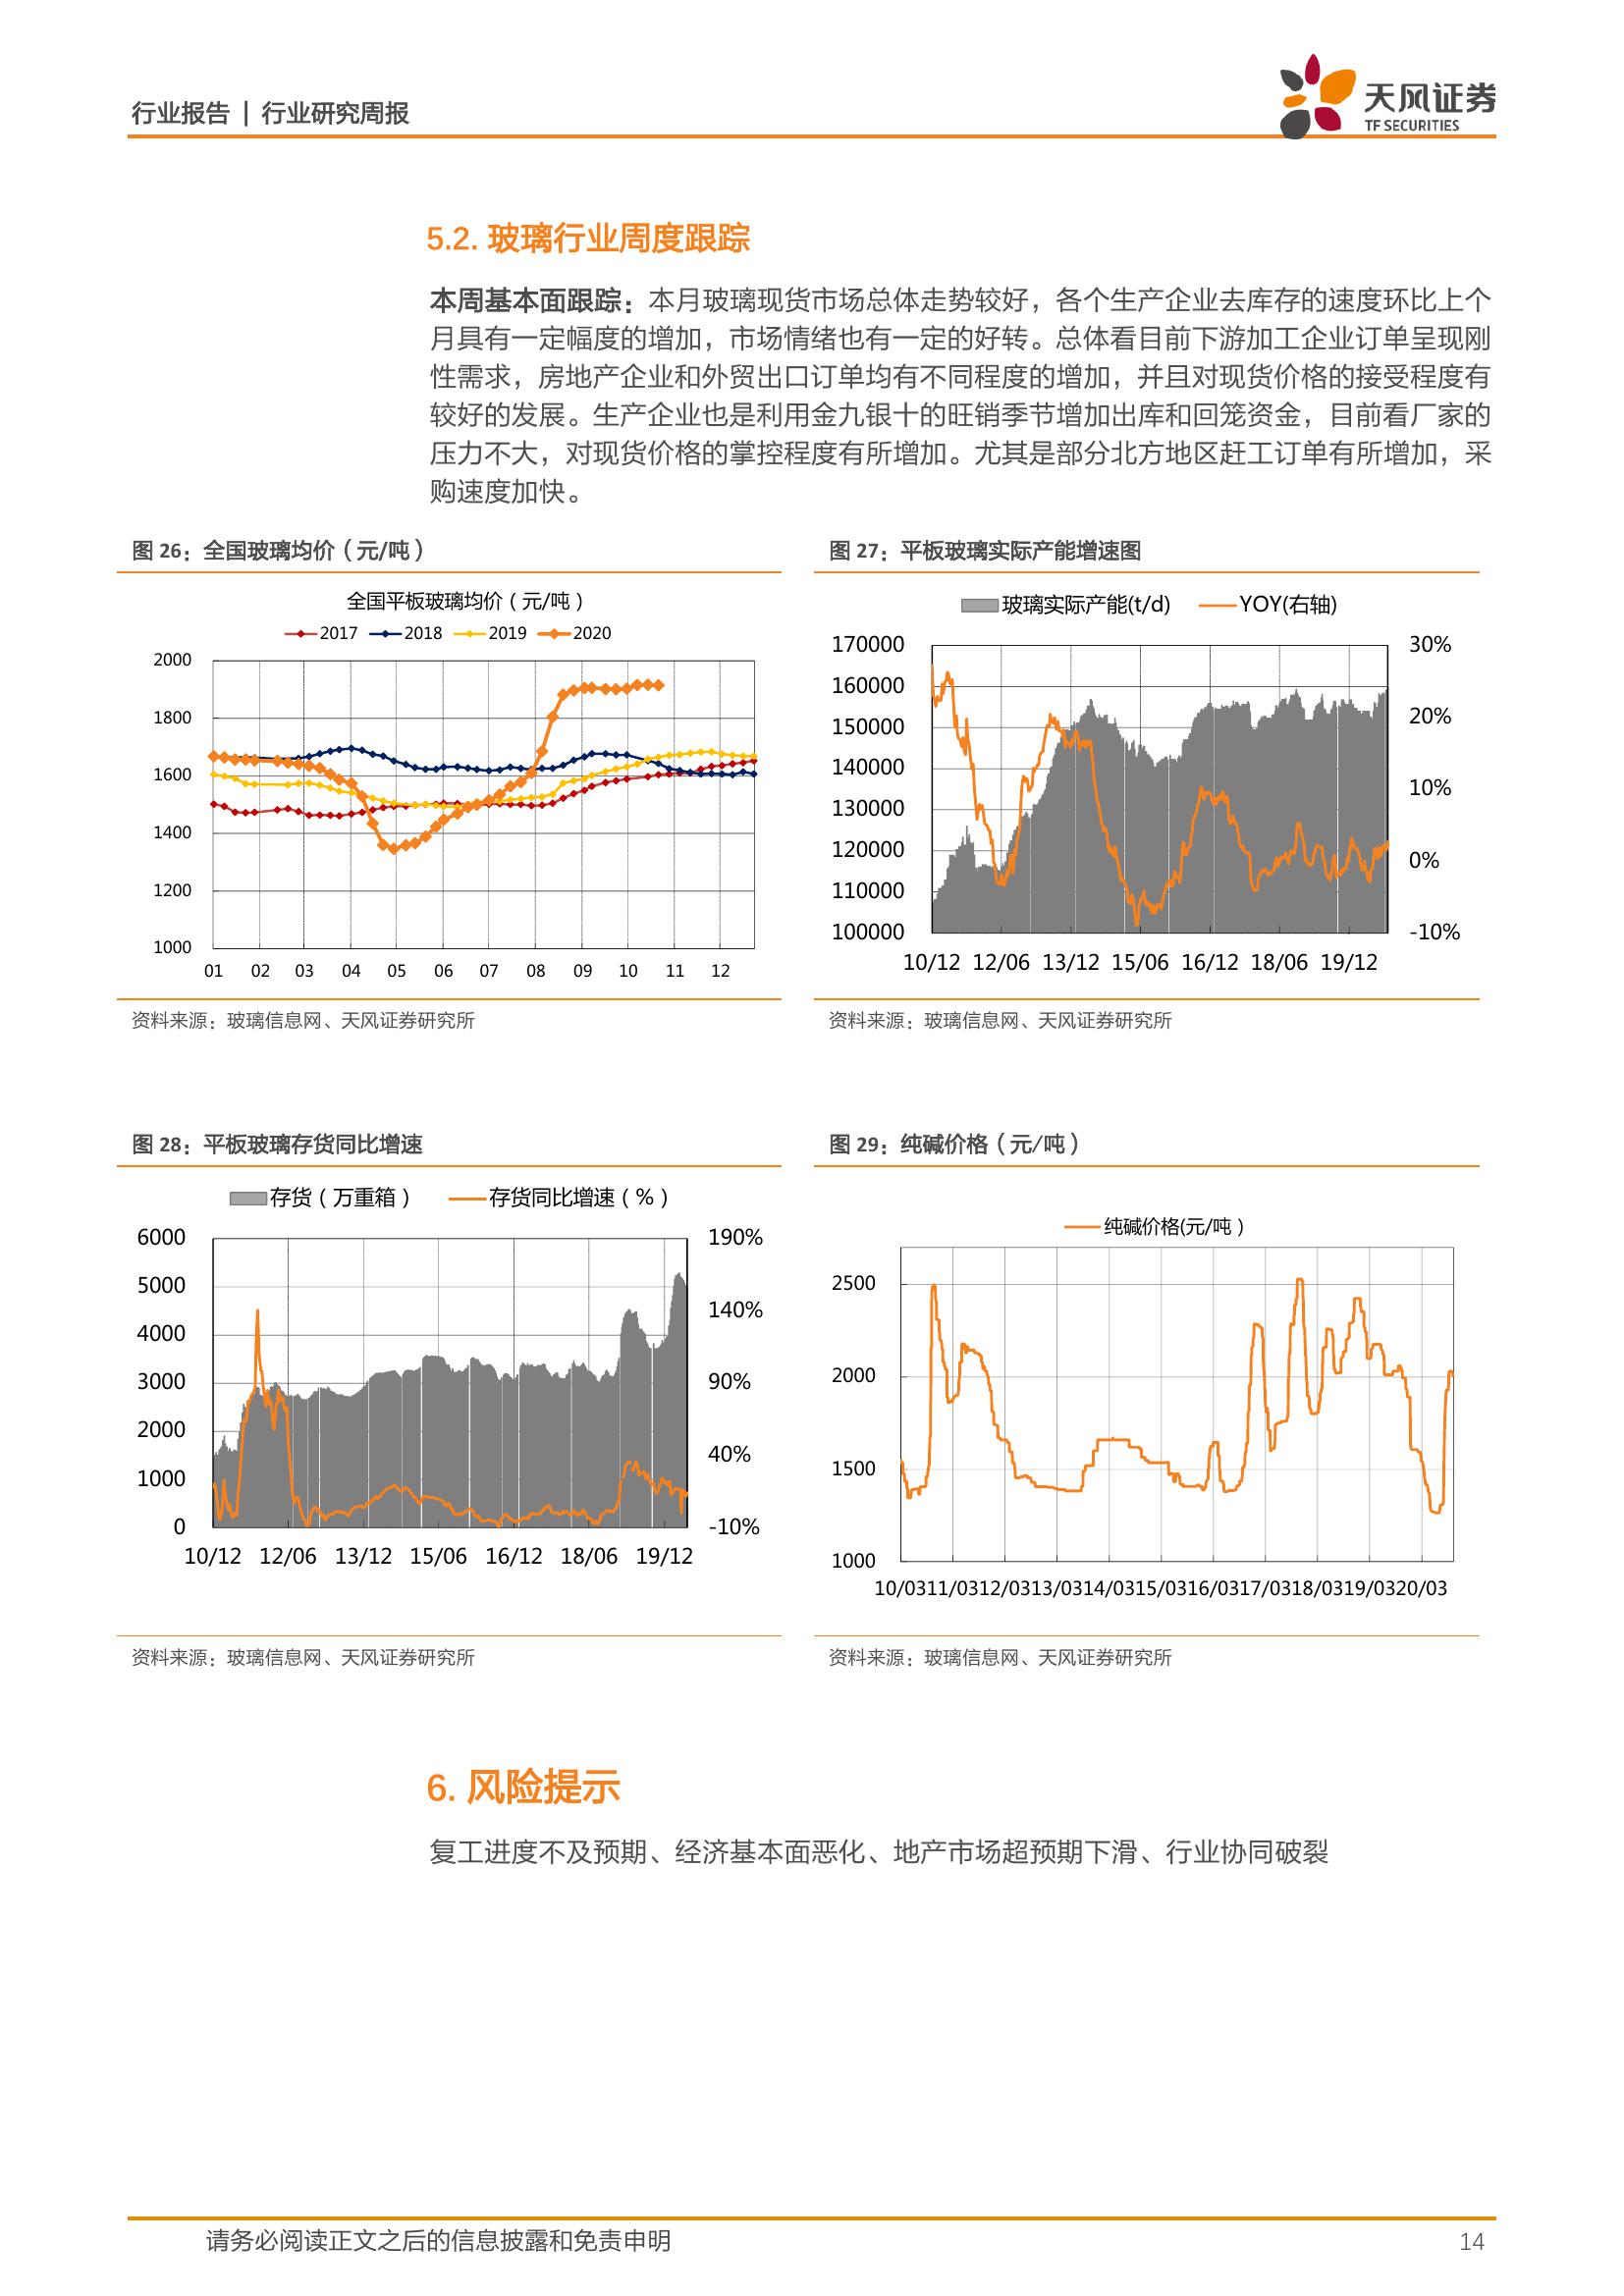 行业报告 | 行业研究周报
天风证券
TF SECURITIES
5.2. 玻璃行业周度跟踪
本周基本面跟踪：本月玻璃现货市场总体走势较好，各个生产企业去库存的速度环比上个
月具有一定幅度的增加，市场情绪也有一定的好转。总体看目前下游加工企业订单呈现刚
性需求，房地产企业和外贸出口订单均有不同程度的增加，并且对现货价格的接受程度有
较好的发展。生产企业也是利用金九银十的旺销季节增加出库和回笼资金，目前看厂家的
压力不大，对现货价格的掌控程度有所增加。尤其是部分北方地区赶工订单有所增加，采
购速度加快。
图 26：全国玻璃均价（元/吨）
全国平板玻璃均价（元/吨）
2017 2018 2019 2020
2000
1800
1600
1400
1200
1000
01 02 03 04 05 06 07 08 09 10 11 12
资料来源：玻璃信息网、天风证券研究所
图 27：平板玻璃实际产能增速图
玻璃实际产能(t/d) YOY(右轴)
170000 30%
160000
150000 20%
140000
130000 10%
120000 0%
110000
100000 -10%
10/12 12/06 13/12 15/06 16/12 18/06 19/12
资料来源：玻璃信息网、天风证券研究所
图 28：平板玻璃存货同比增速
存货（万重箱） 存货同比增速（%）
6000 190%
5000 140%
4000
3000 90%
2000 40%
1000
0 -10%
10/12 12/06 13/12 15/06 16/12 18/06 19/12
资料来源：玻璃信息网、天风证券研究所
图 29：纯碱价格（元/吨）
纯碱价格(元/吨）
2500
2000
1500
1000
10/0311/0312/0313/0314/0315/0316/0317/0318/0319/0320/03
资料来源：玻璃信息网、天风证券研究所
6. 风险提示
复工进度不及预期、经济基本面恶化、地产市场超预期下滑、行业协同破裂
请务必阅读正文之后的信息披露和免责申明 14